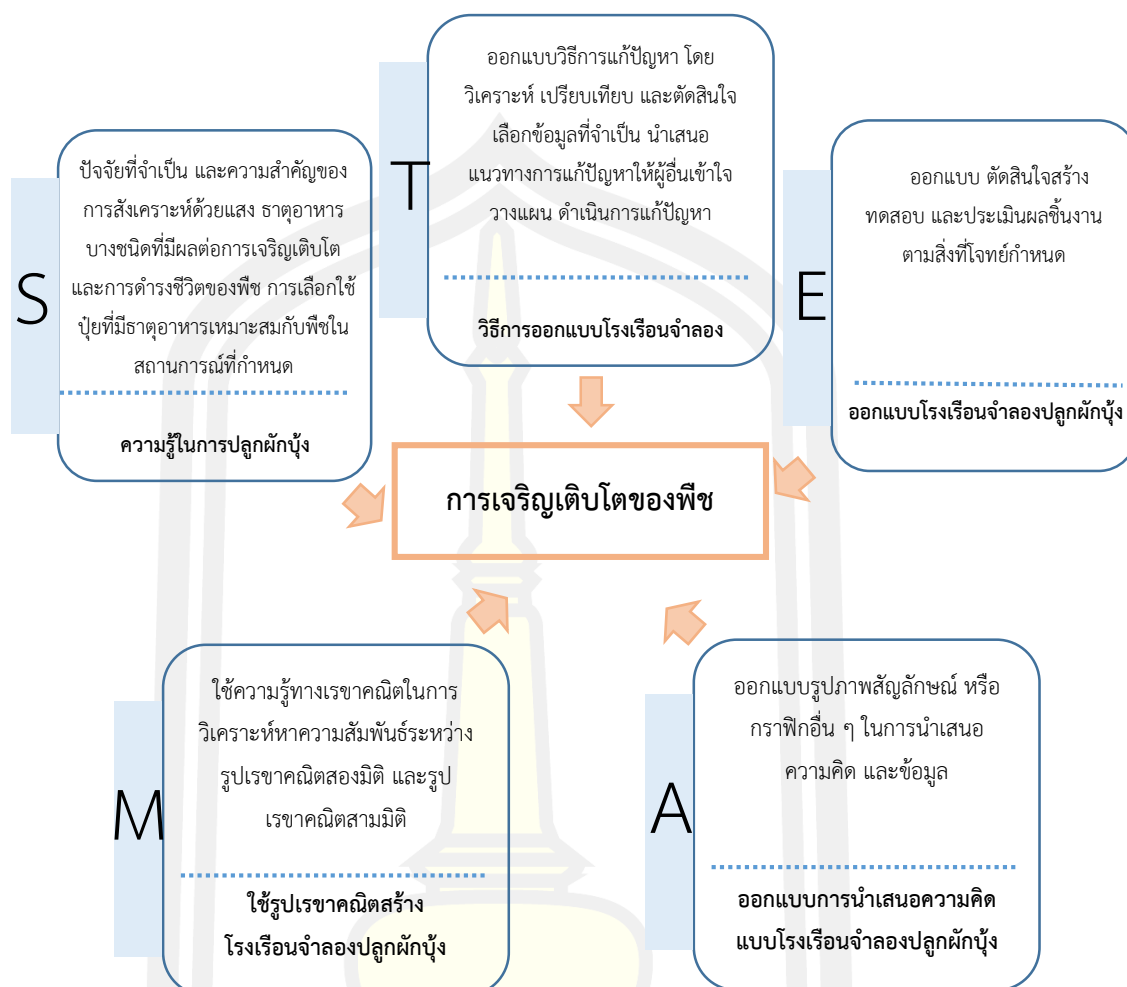 S
ปัจจัยที่จำเป็น และความสำคัญของ
การสังเคราะห์ด้วยแสง ธาตุอาหาร
บางชนิดที่มีผลต่อการเจริญเติบโต
และการดำรงชีวิตของพืช การเลือกใช้
ปุ๋ยที่มีธาตุอาหารเหมาะสมกับพืชใน
สถานการณ์ที่กำหนด
ความรู้ในการปลูกผักบุ้ง
T
ออกแบบวิธีการแก้ปัญหา โดย
วิเคราะห์ เปรียบเทียบ และตัดสินใจ
เลือกข้อมูลที่จำเป็น นำเสนอ
แนวทางการแก้ปัญหาให้ผู้อื่นเข้าใจ
วางแผน ดำเนินการแก้ปัญหา
วิธีการออกแบบโรงเรือนจำลอง
E
ออกแบบ ตัดสินใจสร้าง
ทดสอบ และประเมินผลชิ้นงาน
ตามสิ่งที่โจทย์กำหนด
ออกแบบโรงเรือนจำลองปลูกผักบุ้ง
การเจริญเติบโตของพืช
M
ใช้ความรู้ทางเรขาคณิตในการ
วิเคราะห์หาความสัมพันธ์ระหว่าง
รูปเรขาคณิตสองมิติ และรูป
เรขาคณิตสามมิติ
ใช้รูปเรขาคณิตสร้าง
โรงเรือนจำลองปลูกผักบุ้ง
A
ออกแบบรูปภาพสัญลักษณ์ หรือ
กราฟิกอื่น ๆ ในการนำเสนอ
ความคิด และข้อมูล
ออกแบบการนำเสนอความคิด
แบบโรงเรือนจำลองปลูกผักบุ้ง